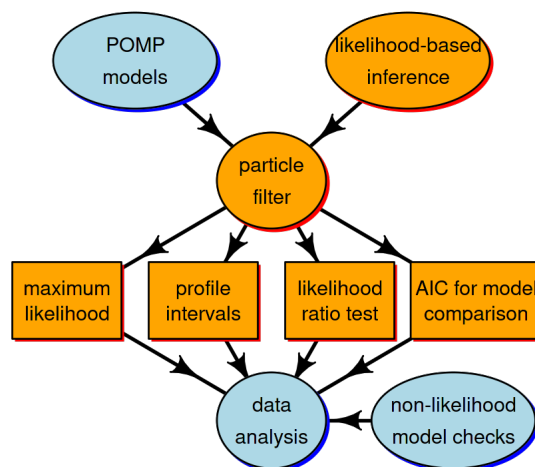 POMP
models
likelihood-based
inference
particle
filter
maximum
likelihood
profile
intervals
likelihood
ratio test
AIC for model
comparison
data
analysis
non-likelihood
model checks